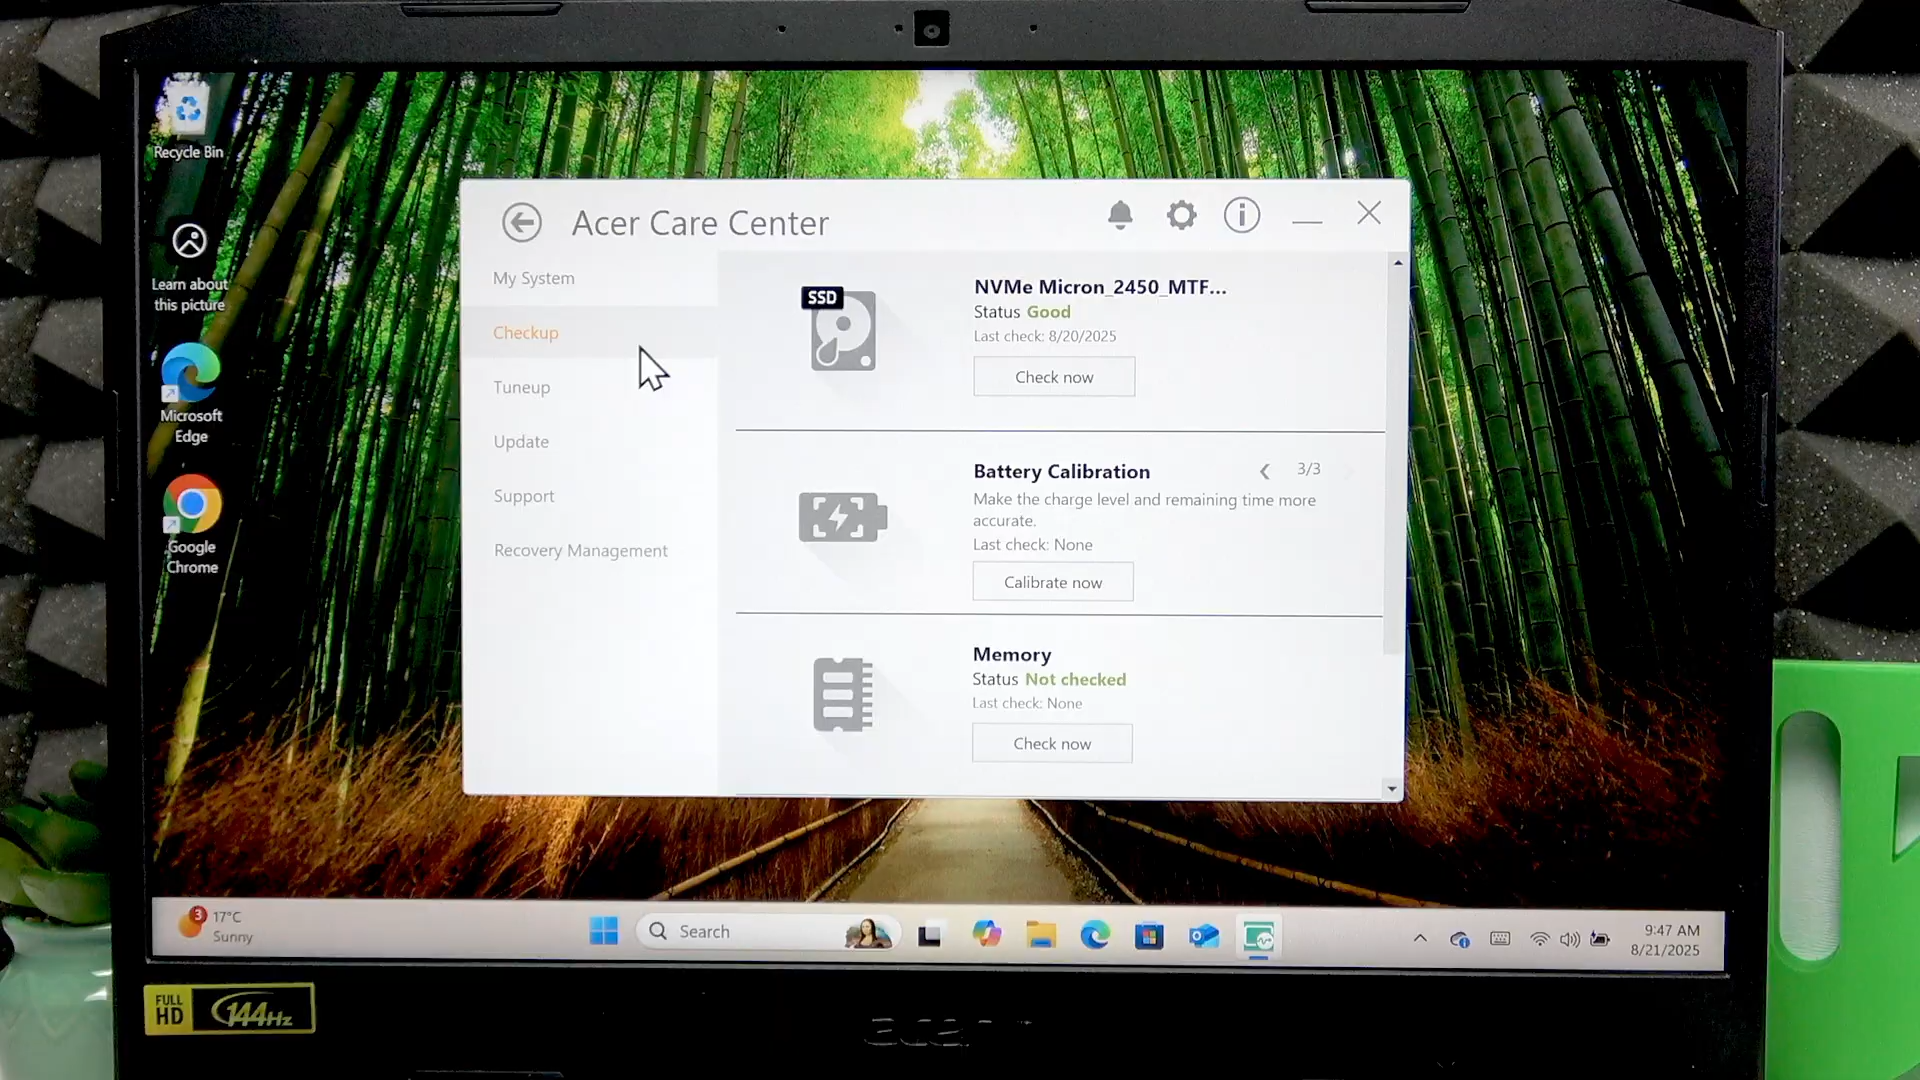 Recycle Bin
Learn about
this picture
Microsoft
Edge
Google
Chrome
Acer Care Center
My System
Checkup
Tuneup
Update
Support
Recovery Management
SSD
NVMe Micron_2450_MTF...
Status Good
Last check: 8/20/2025
Check now
Battery Calibration
3/3
Make the charge level and remaining time more
accurate.
Last check: None
Calibrate now
Memory
Status Not checked
Last check: None
Check now
3
17°C
Sunny
Search
9:47 AM
8/21/2025
FULL
HD
144Hz
acer